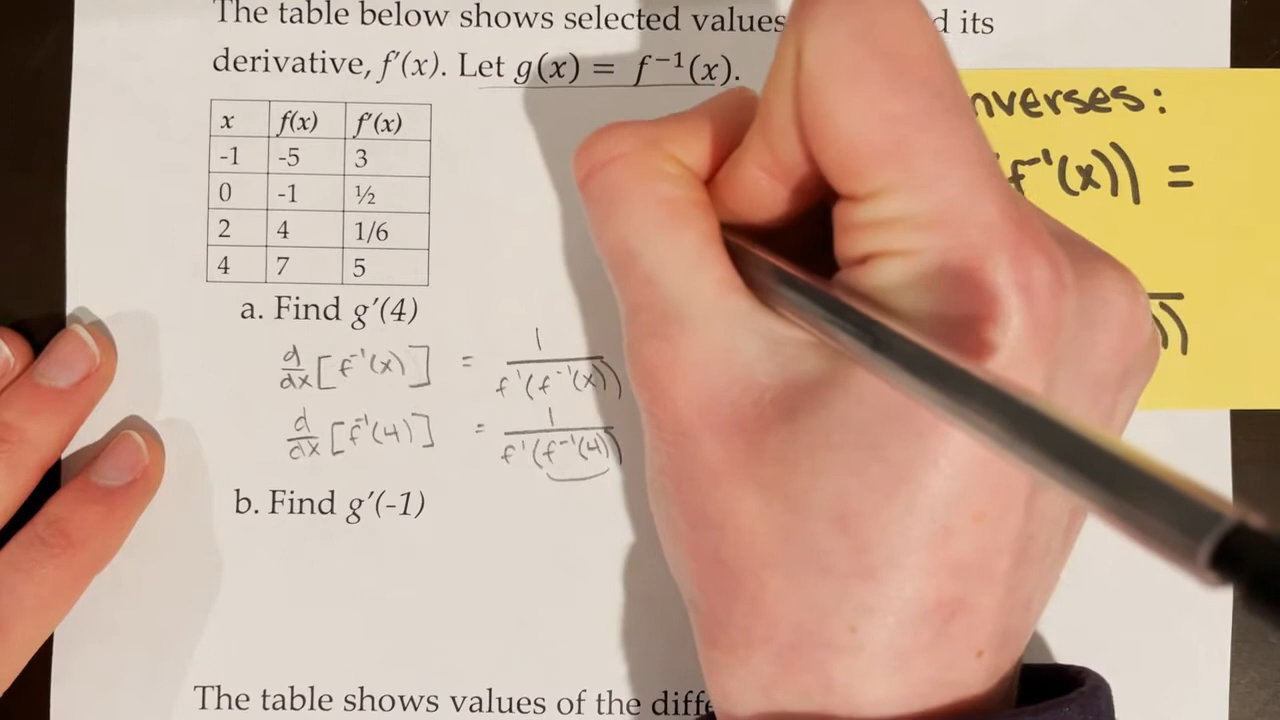 The table below shows selected values d its
derivative, f'(x). Let g(x) = f⁻¹(x).
x f(x) f'(x)
-1 -5 3
0 -1 ½
2 4 1/6
4 7 5
nverses:
f⁻¹(x)) =
))
a. Find g'(4)
d/dx [f⁻¹(x)] = 1/f'(f⁻¹(x))
d/dx [f⁻¹(4)] = 1/f'(f⁻¹(4))
b. Find g'(-1)
The table shows values of the diffe